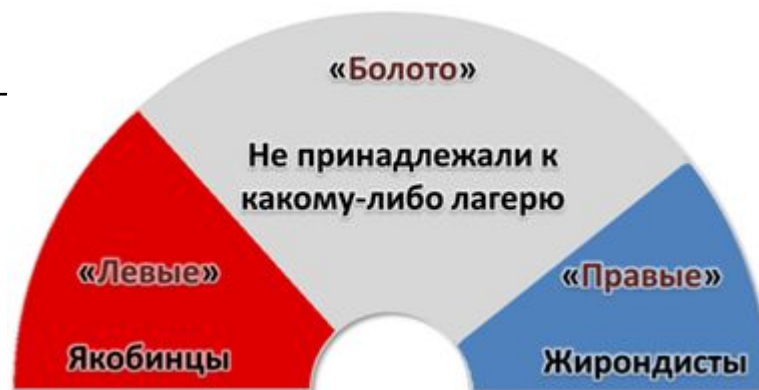 «Болото»
Не принадлежали к
какому-либо лагерю
«Левые»
Якобинцы
«Правые»
Жирондисты